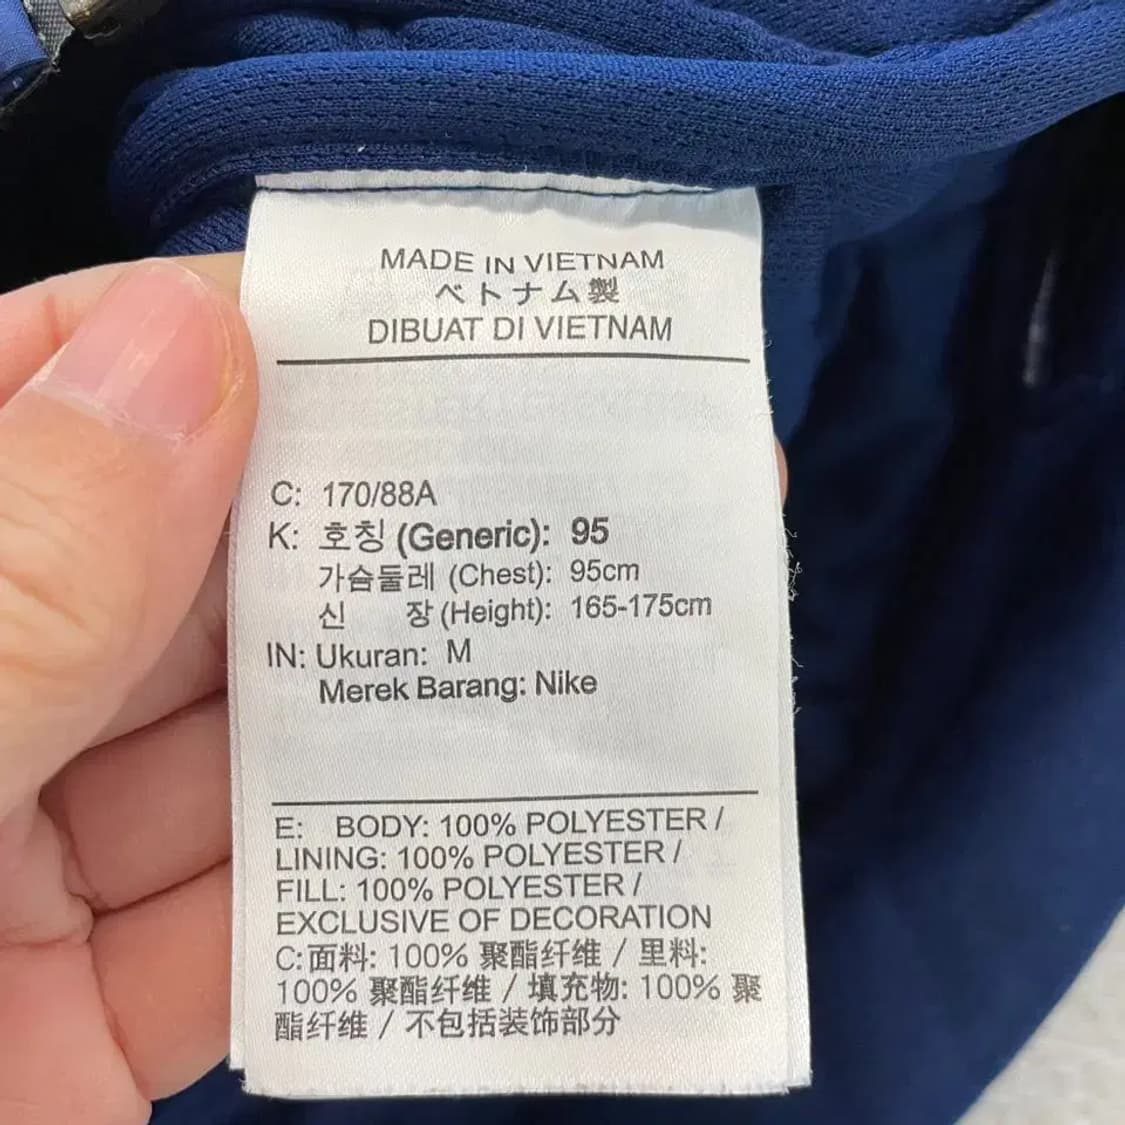 MADE IN VIETNAM
ベトナム製
DIBUAT DI VIETNAM
C: 170/88A
K: 호칭 (Generic): 95
가슴둘레 (Chest): 95cm
신 장 (Height): 165-175cm
IN: Ukuran: M
Merek Barang: Nike
E: BODY: 100% POLYESTER /
LINING: 100% POLYESTER /
FILL: 100% POLYESTER /
EXCLUSIVE OF DECORATION
C:面料: 100% 聚酯纤维 / 里料:
100% 聚酯纤维 / 填充物: 100% 聚
酯纤维 / 不包括装饰部分